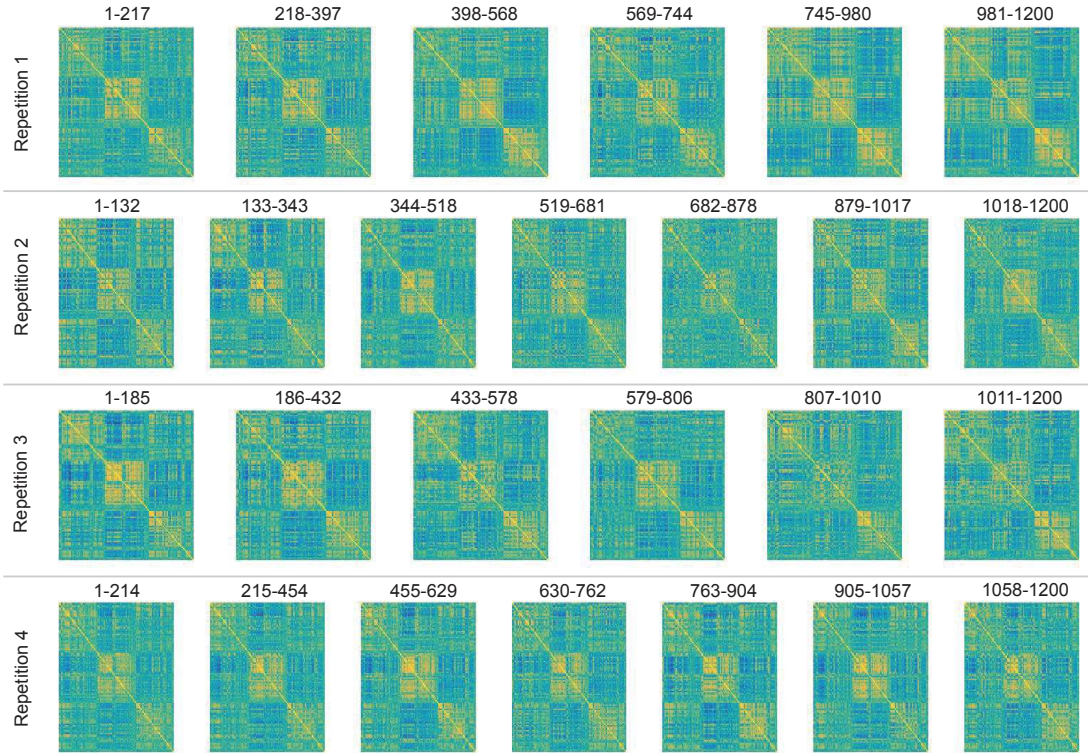 1-217 218-397 398-568 569-744 745-980 981-1200
Repetition 1
1-132 133-343 344-518 519-681 682-878 879-1017 1018-1200
Repetition 2
1-185 186-432 433-578 579-806 807-1010 1011-1200
Repetition 3
1-214 215-454 455-629 630-762 763-904 905-1057 1058-1200
Repetition 4